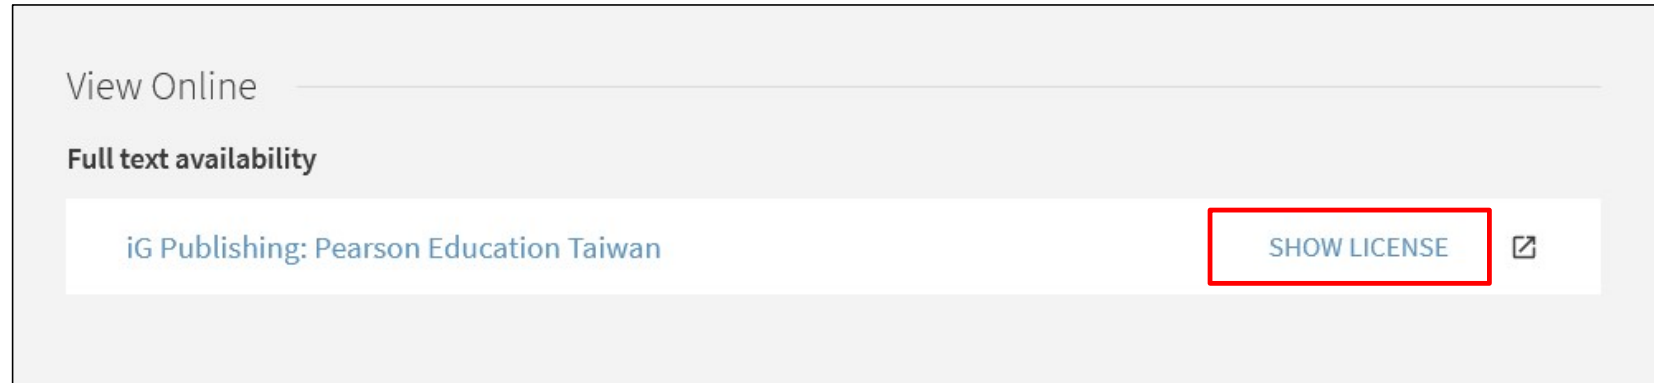 View Online
Full text availability
iG Publishing: Pearson Education Taiwan SHOW LICENSE